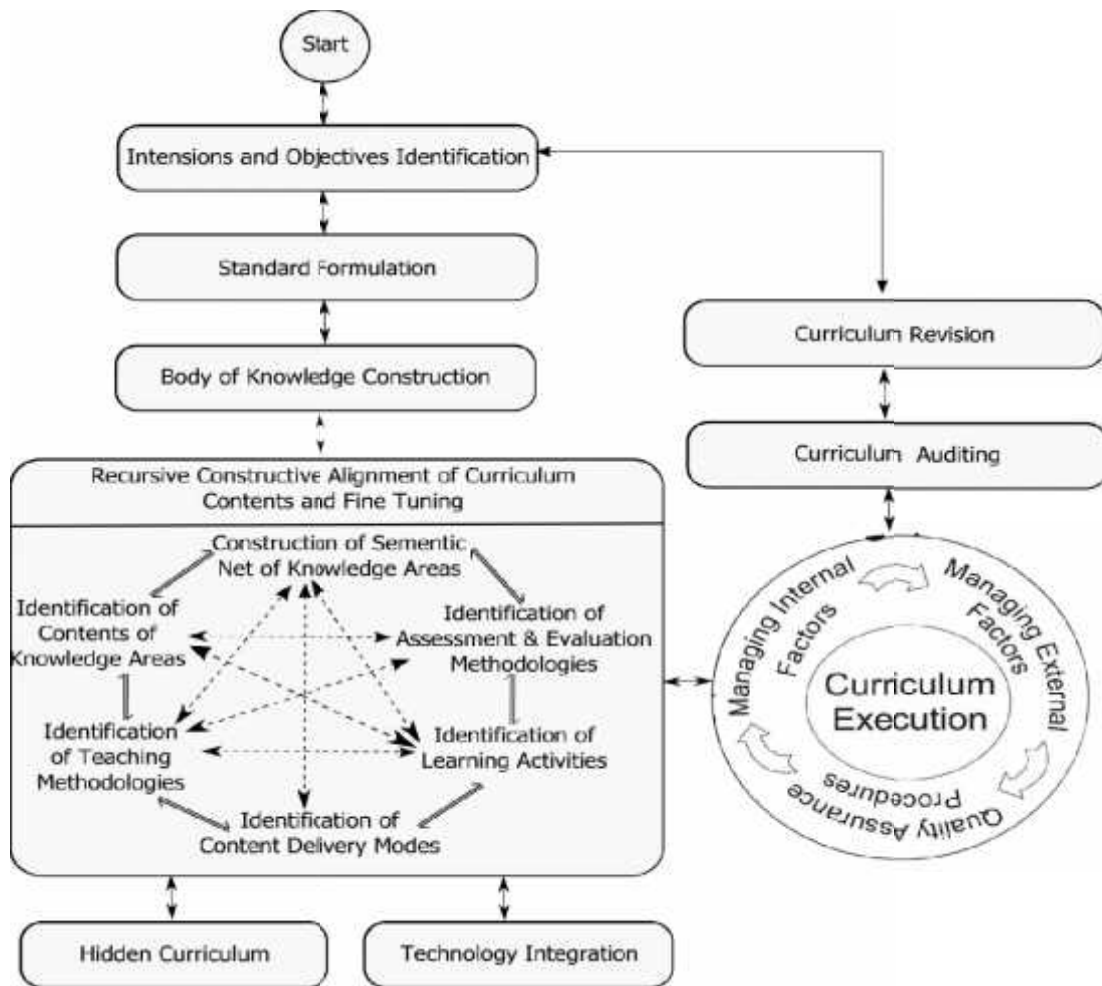 Start
Intensions and Objectives Identification
Standard Formulation
Body of Knowledge Construction
Recursive Constructive Alignment of Curriculum
Contents and Fine Tuning
Construction of Sementic
Net of Knowledge Areas
Identification of
Contents of
Knowledge Areas
Identification of
Assessment & Evaluation
Methodologies
Identification
of Teaching
Methodologies
Identification of
Learning Activities
Identification of
Content Delivery Modes
Hidden Curriculum
Technology Integration
Curriculum Revision
Curriculum Auditing
Managing Internal
Factors
Managing External
Factors
Curriculum
Execution
Quality Assurance
Procedures